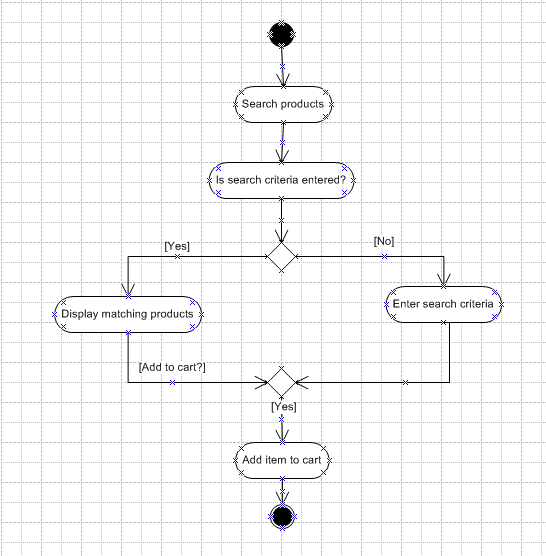 Search products
Is search criteria entered?
[Yes]
[No]
Display matching products
Enter search criteria
[Add to cart?]
[Yes]
Add item to cart